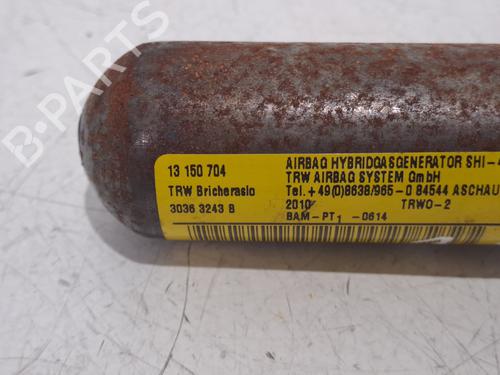 B-PARTS
13 150 704
TRW Bricherasio
3036 3243 B
AIRBAG HYBRIDGASGENERATOR SHI-
TRW AIRBAG SYSTEM GmbH
Tel.+49(0)8638/965-0 84544 ASCHAU
2010 TRWO-2
BAM-PT1 -0614